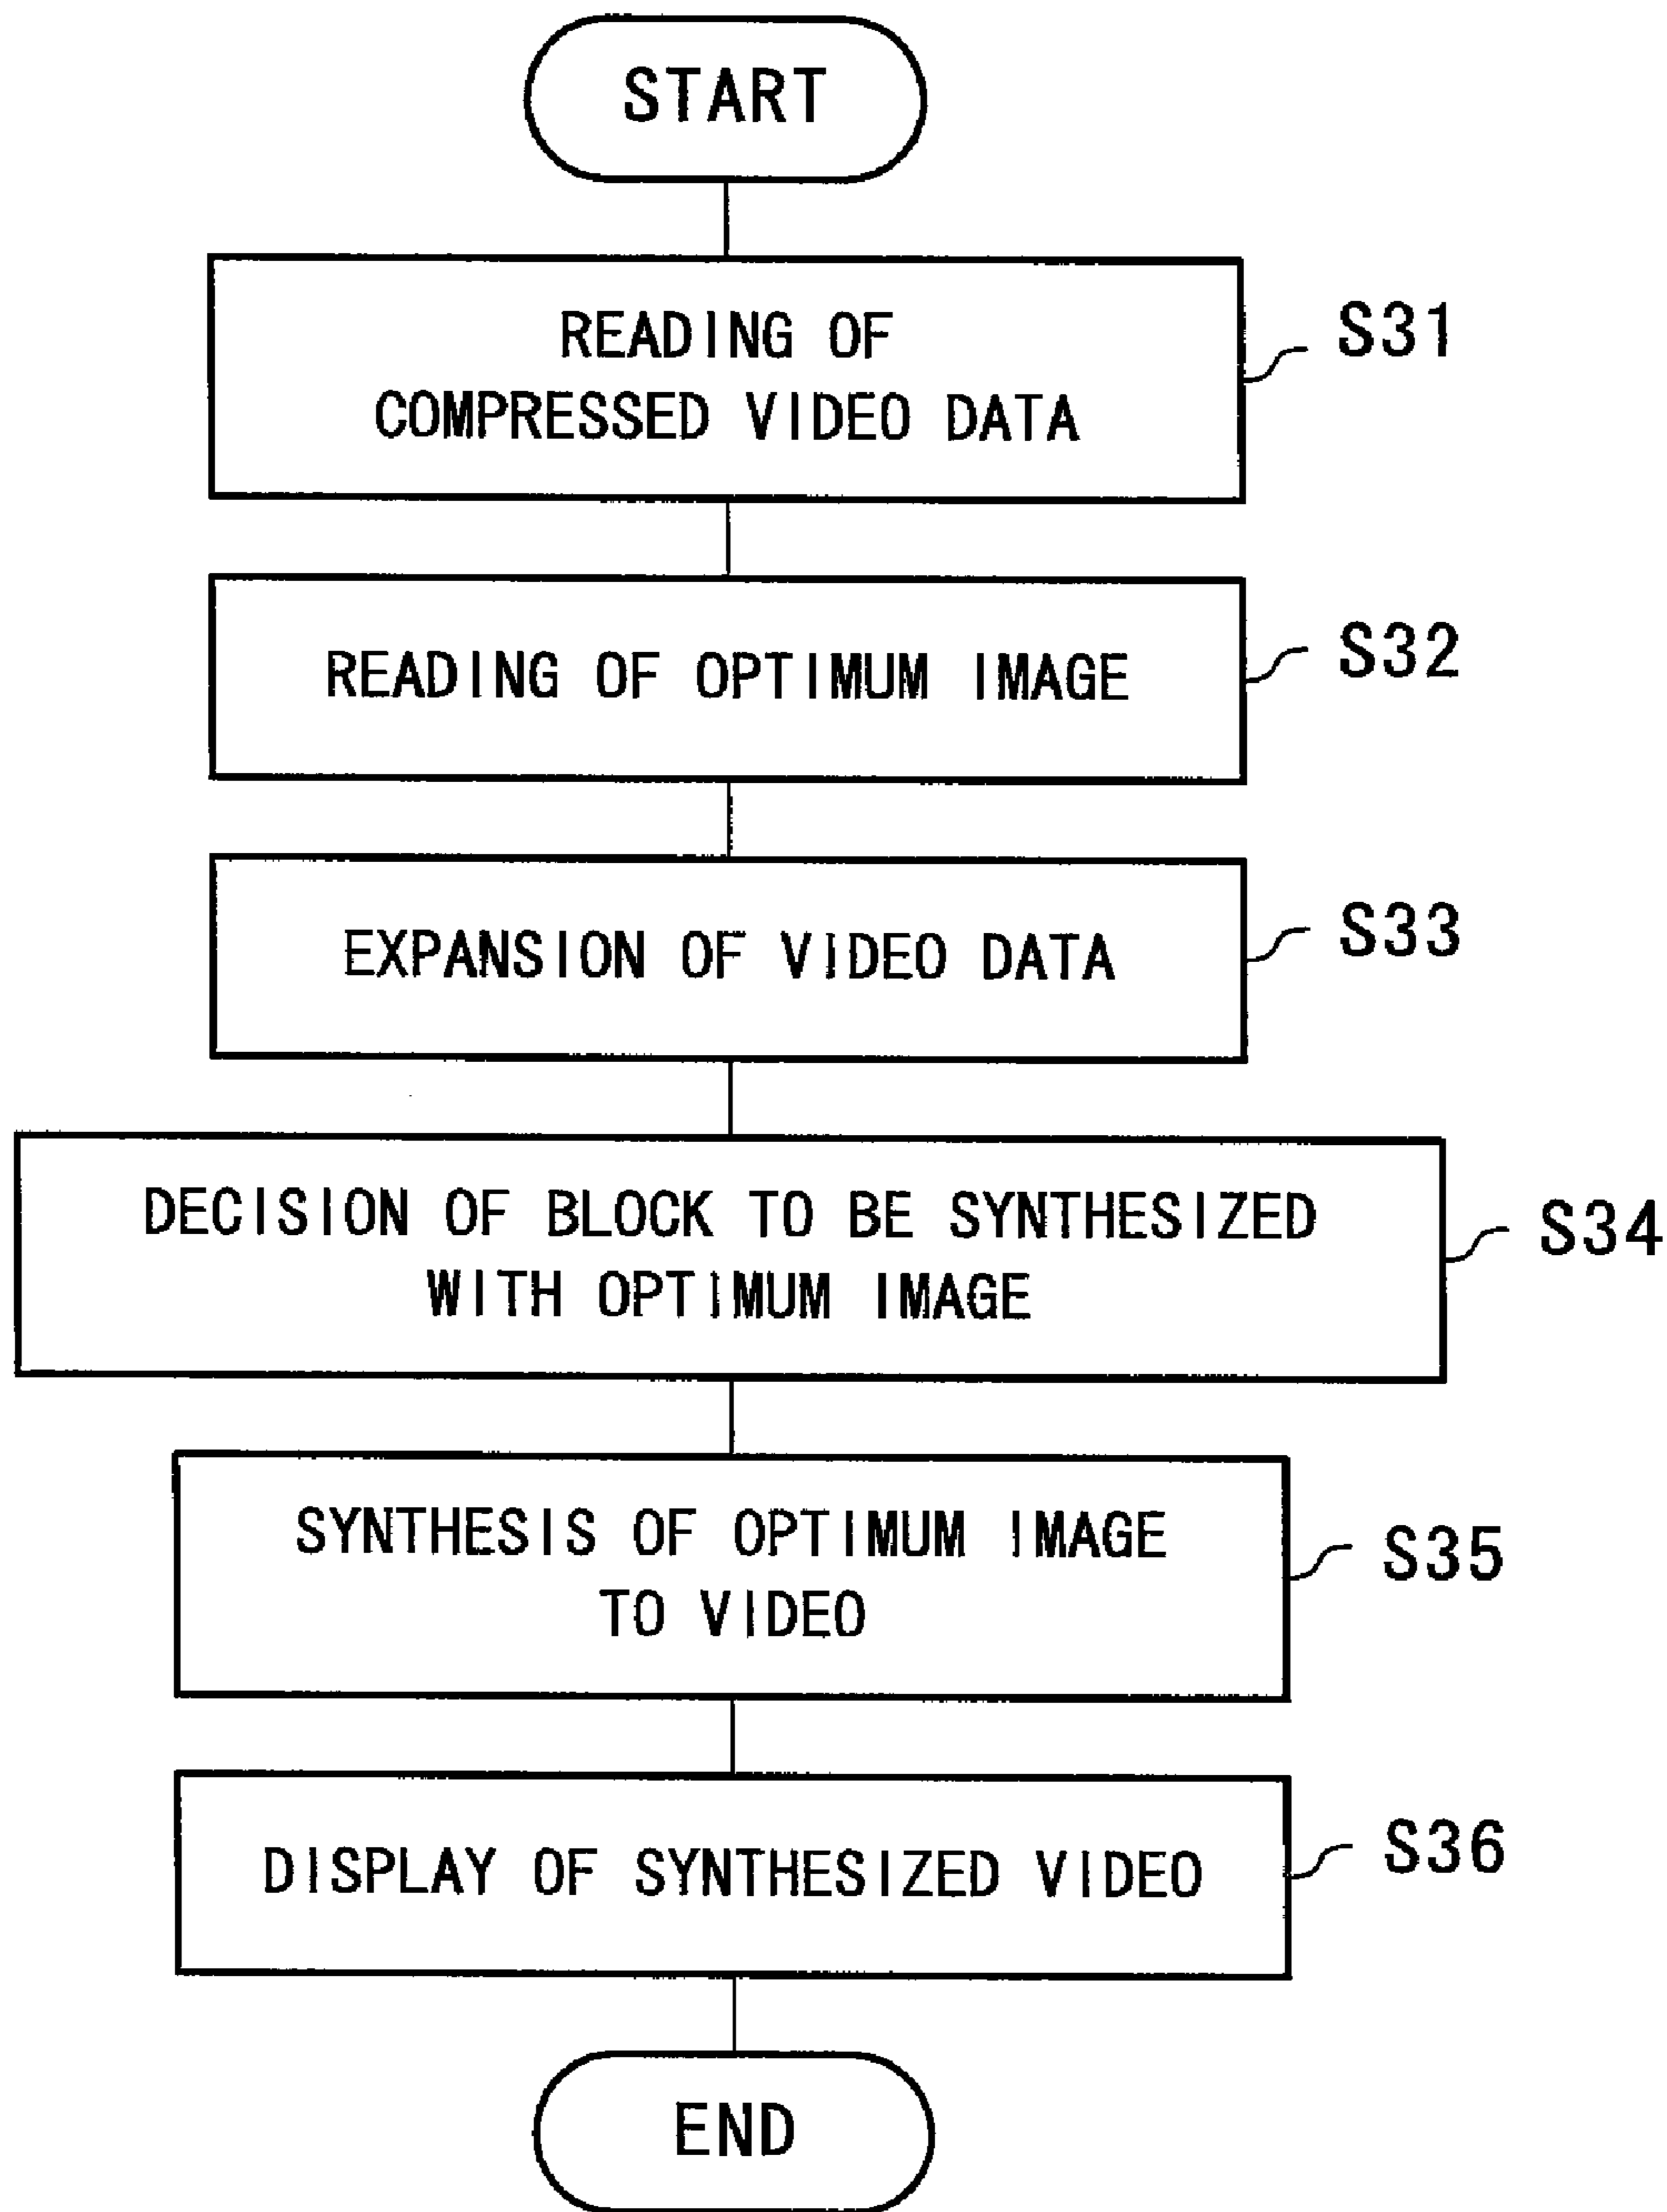 START
READING OF
COMPRESSED VIDEO DATA
S31
READING OF OPTIMUM IMAGE
S32
EXPANSION OF VIDEO DATA
S33
DECISION OF BLOCK TO BE SYNTHESIZED
WITH OPTIMUM IMAGE
S34
SYNTHESIS OF OPTIMUM IMAGE
TO VIDEO
S35
DISPLAY OF SYNTHESIZED VIDEO
S36
END